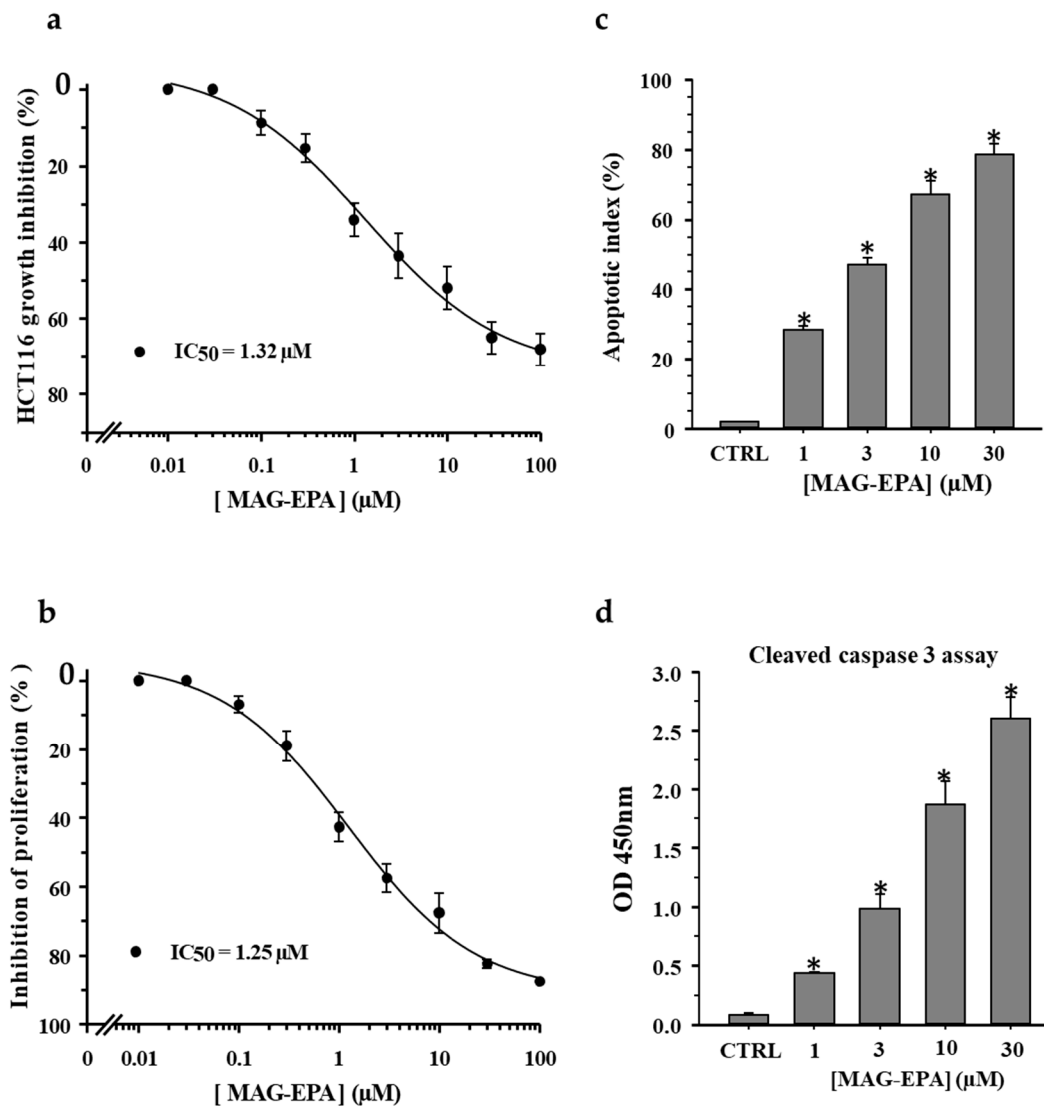 a
HCT116 growth inhibition (%)
0
20
40
60
80
IC50 = 1.32 µM
0 0.01 0.1 1 10 100
[ MAG-EPA] (µM)
c
Apoptotic index (%)
100
80
60
40
20
0
* * * *
CTRL 1 3 10 30
[MAG-EPA] (µM)
b
Inhibition of proliferation (% )
0
20
40
60
80
100
IC50 = 1.25 µM
0 0.01 0.1 1 10 100
[ MAG-EPA] (µM)
d
Cleaved caspase 3 assay
OD 450nm
3.0
2.5
2.0
1.5
1.0
0.5
0.0
* * * *
CTRL 1 3 10 30
[MAG-EPA] (µM)